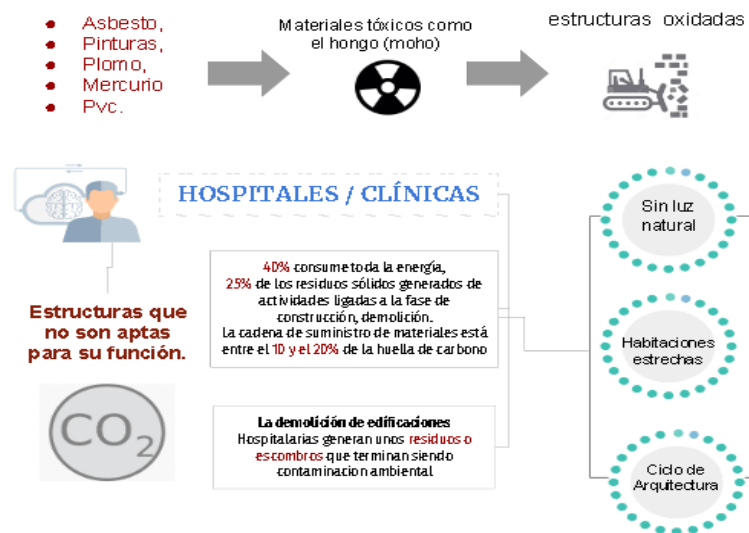 Asbesto,
Pinturas,
Plomo,
Mercurio
Pvc.
Materiales tóxicos como
el hongo (moho)
estructuras oxidadas
HOSPITALES / CLÍNICAS
Estructuras que
no son aptas
para su función.
CO2
40% consume toda la energía,
25% de los residuos sólidos generados de
actividades ligadas a la fase de
construcción, demolición.
La cadena de suministro de materiales está
entre el 10 y el 20% de la huella de carbono
La demolición de edificaciones
Hospitalarias generan unos residuos o
escombros que terminan siendo
contaminacion ambiental
Sin luz
natural
Habitaciones
estrechas
Ciclo de
Arquitectura